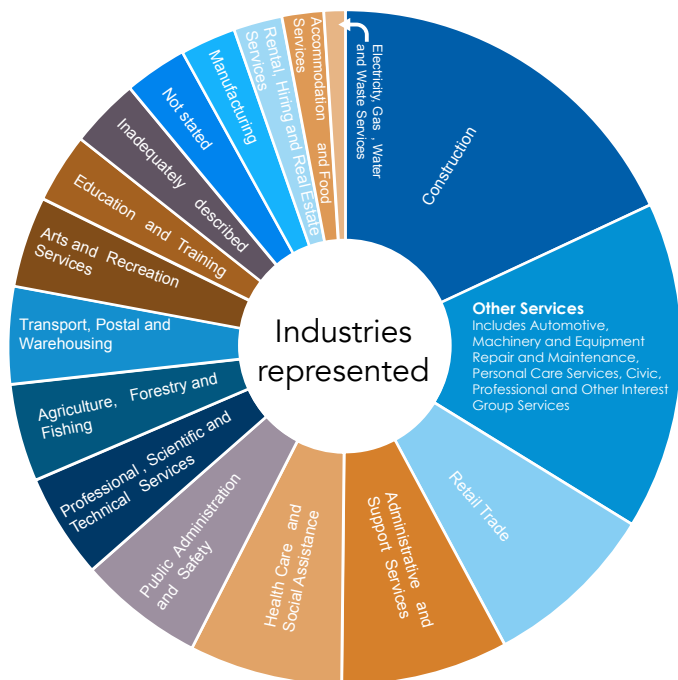 Industries
represented
Electricity, Gas , Water
and Waste Services
Construction
Other Services
Includes Automotive,
Machinery and Equipment
Repair and Maintenance,
Personal Care Services, Civic,
Professional and Other Interest
Group Services
Retail Trade
Administrative and
Support Services
Health Care and
Social Assistance
Public Administration
and Safety
Professional , Scientific and
Technical Services
Agriculture, Forestry and
Fishing
Transport, Postal and
Warehousing
Arts and Recreation
Services
Education and Training
Inadequately described
Not stated
Manufacturing
Rental, Hiring and Real Estate
Services
Accommodation and Food
Services